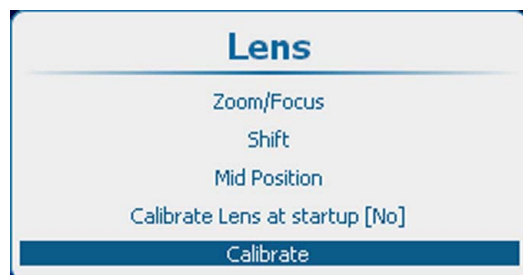 Lens
Zoom/Focus
Shift
Mid Position
Calibrate Lens at startup [No]
Calibrate